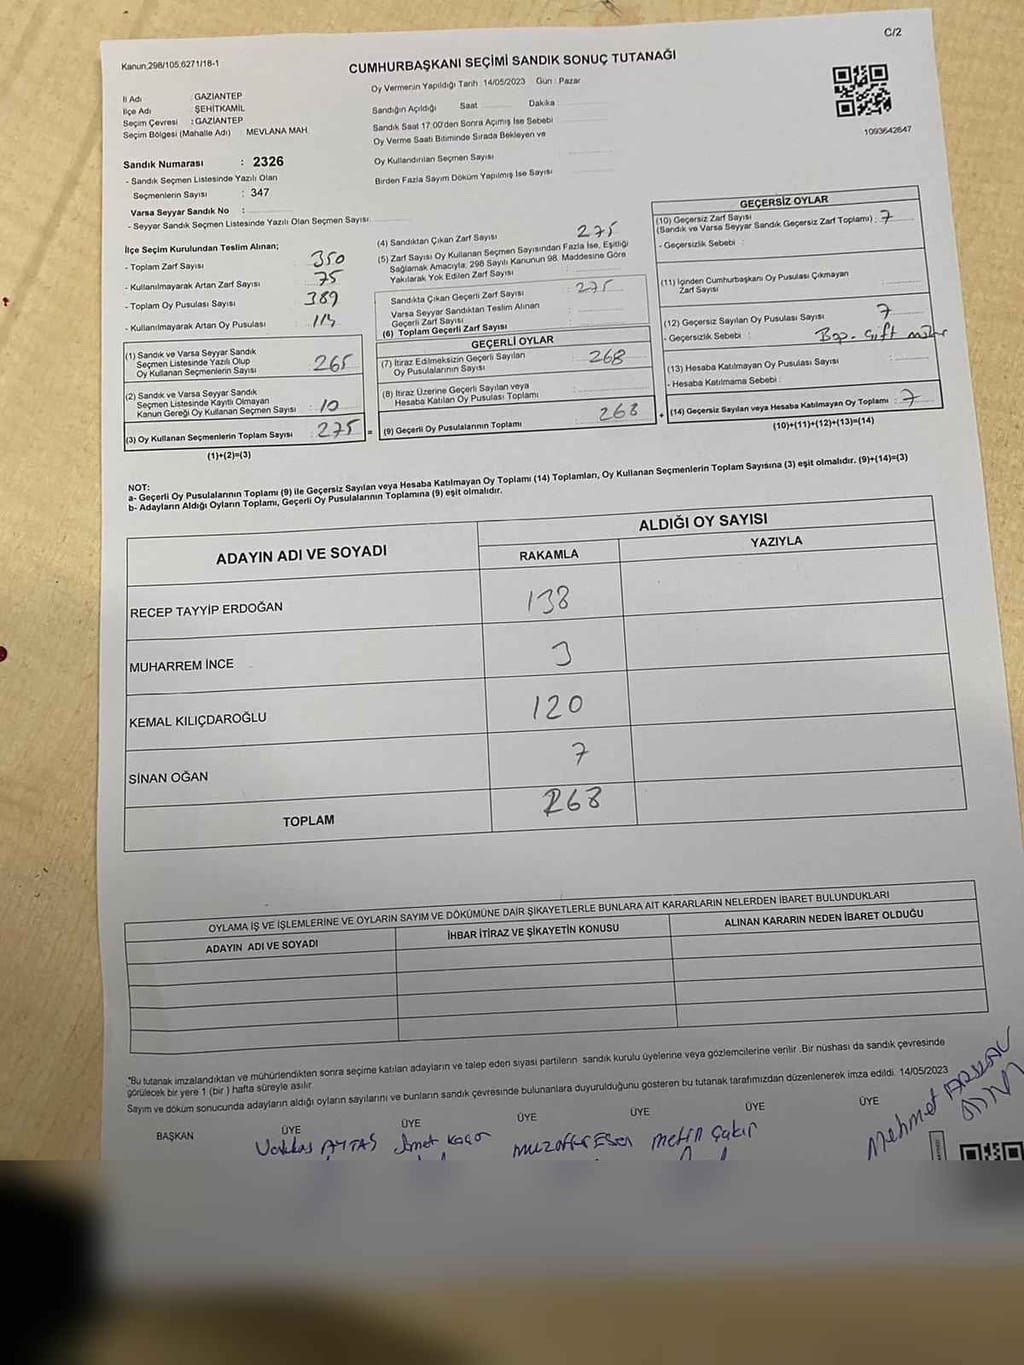 C/2
Kanun,298/105,6271/18-1
CUMHURBAŞKANI SEÇİMİ SANDIK SONUÇ TUTANAĞI
Oy Vermenin Yapıldığı Tarih 14/05/2023 Gün : Pazar
İl Adı : GAZIANTEP
İlçe Adı : ŞEHİTKAMİL
Seçim Çevresi : GAZIANTEP
Seçim Bölgesi (Mahalle Adı) MEVLANA MAH.
Sandık Numarası : 2326
- Sandık Seçmen Listesinde Yazılı Olan
Seçmenlerin Sayısı : 347
Varsa Seyyar Sandık No :
- Seyyar Sandık Seçmen Listesinde Yazılı Olan Seçmen Sayısı
Sandığın Açıldığı Saat Dakika
Sandık Saat 17:00'den Sonra Açımış İse Sebebi
Oy Verme Saati Bitiminde Sırada Bekleyen ve
Oy Kullandırılan Seçmen Sayısı
Birden Fazla Sayım Döküm Yapılmış İse Sayısı
1093642647
İlçe Seçim Kurulundan Teslim Alınan;
- Toplam Zarf Sayısı 350
- Kullanılmayarak Artan Zarf Sayısı 75
- Toplam Oy Pusulası Sayısı 389
- Kullanılmayarak Artan Oy Pusulası 114
(1) Sandık ve Varsa Seyyar Sandık
Seçmen Listesinde Yazılı Olup
Oy Kullanan Seçmenlerin Sayısı : 265
(2) Sandık ve Varsa Seyyar Sandık
Seçmen Listesinde Kayıtlı Olmayan
Kanun Gereği Oy Kullanan Seçmen Sayısı : 10
(3) Oy Kullanan Seçmenlerin Toplam Sayısı : 275
(1)+(2)=(3)
(4) Sandıktan Çıkan Zarf Sayısı 275
(5) Zarf Sayısı Oy Kullanan Seçmen Sayısından Fazla İse, Eşitliği
Sağlamak Amacıyla, 298 Sayılı Kanunun 98. Maddesine Göre
Yakılarak Yok Edilen Zarf Sayısı
Sandıkta Çıkan Geçerli Zarf Sayısı : 275
Varsa Seyyar Sandıktan Teslim Alınan
Geçerli Zarf Sayısı
(6) Toplam Geçerli Zarf Sayısı
GEÇERLİ OYLAR
(7) İtiraz Edilmeksizin Geçerli Sayılan
Oy Pusulalarının Sayısı : 268
(8) İtiraz Üzerine Geçerli Sayılan veya
Hesaba Katılan Oy Pusulası Toplamı
= (9) Geçerli Oy Pusulalarının Toplamı 268
GEÇERSİZ OYLAR
(10) Geçersiz Zarf Sayısı
(Sandık ve Varsa Seyyar Sandık Geçersiz Zarf Toplamı) : 7
- Geçersizlik Sebebi :
(11) İçinden Cumhurbaşkanı Oy Pusulası Çıkmayan
Zarf Sayısı
(12) Geçersiz Sayılan Oy Pusulası Sayısı : 7
- Geçersizlik Sebebi :
(13) Hesaba Katılmayan Oy Pusulası Sayısı
- Hesaba Katılmama Sebebi :
+ (14) Geçersiz Sayılan veya Hesaba Katılmayan Oy Toplamı : 7
(10)+(11)+(12)+(13)=(14)
NOT:
a- Geçerli Oy Pusulalarının Toplamı (9) ile Geçersiz Sayılan veya Hesaba Katılmayan Oy Toplamı (14) Toplamları, Oy Kullanan Seçmenlerin Toplam Sayısına (3) eşit olmalıdır. (9)+(14)=(3)
b- Adayların Aldığı Oyların Toplamı, Geçerli Oy Pusulalarının Toplamına (9) eşit olmalıdır.
ADAYIN ADI VE SOYADI
ALDIĞI OY SAYISI
RAKAMLA YAZIYLA
RECEP TAYYİP ERDOĞAN 138
MUHARREM İNCE 3
KEMAL KILIÇDAROĞLU 120
SİNAN OĞAN 7
TOPLAM 268
OYLAMA İŞ VE İŞLEMLERİNE VE OYLARIN SAYIM VE DÖKÜMÜNE DAİR ŞİKAYETLERLE BUNLARA AİT KARARLARIN NELERDEN İBARET BULUNDUKLARI
ADAYIN ADI VE SOYADI İHBAR İTİRAZ VE ŞİKAYETİN KONUSU ALINAN KARARIN NEDEN İBARET OLDUĞU
"Bu tutanak imzalandıktan ve mühürlendikten sonra seçime katılan adayların ve talep eden siyasi partilerin sandık kurulu üyelerine veya gözlemcilerine verilir. Bir nüshası da sandık çevresinde
görülecek bir yere 1 (bir ) hafta süreyle asılır.
Sayım ve döküm sonucunda adayların aldığı oyların sayılarını ve bunların sandık çevresinde bulunanlara duyurulduğunu gösteren bu tutanak tarafımızdan düzenlenerek imza edildi. 14/05/2023
BAŞKAN ÜYE ÜYE ÜYE ÜYE ÜYE ÜYE
AYTAŞ
metin Çakır
Mehmet